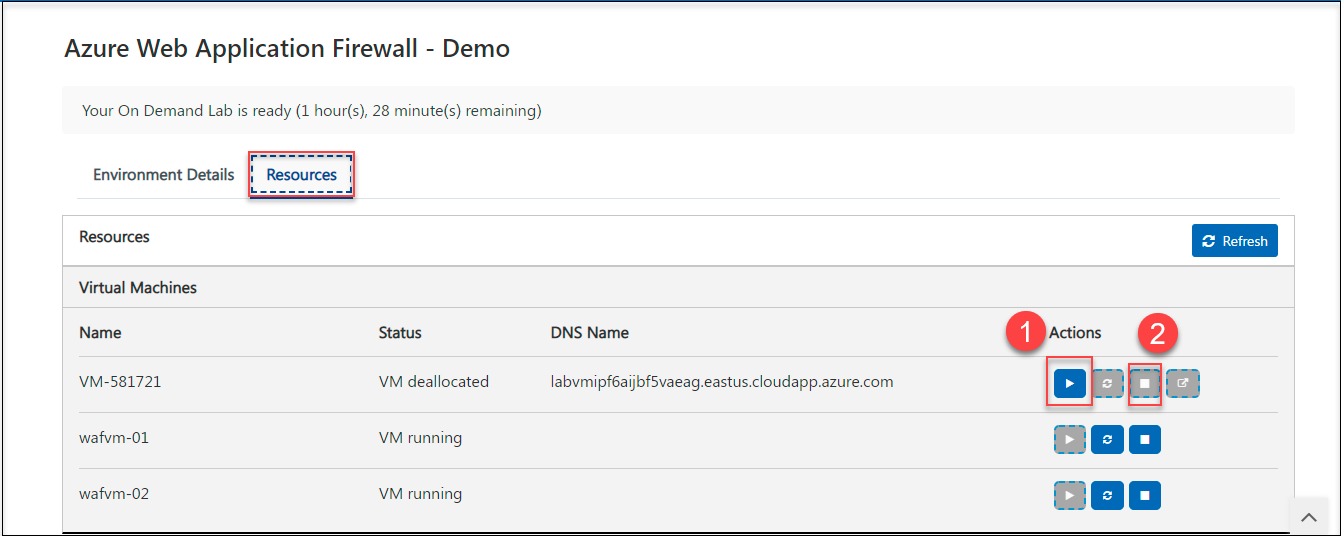 Azure Web Application Firewall - Demo
Your On Demand Lab is ready (1 hour(s), 28 minute(s) remaining)
Environment Details Resources
Resources Refresh
Virtual Machines
Name Status DNS Name 1 Actions 2
VM-581721 VM deallocated labvmipf6aijbf5vaeag.eastus.cloudapp.azure.com
wafvm-01 VM running
wafvm-02 VM running